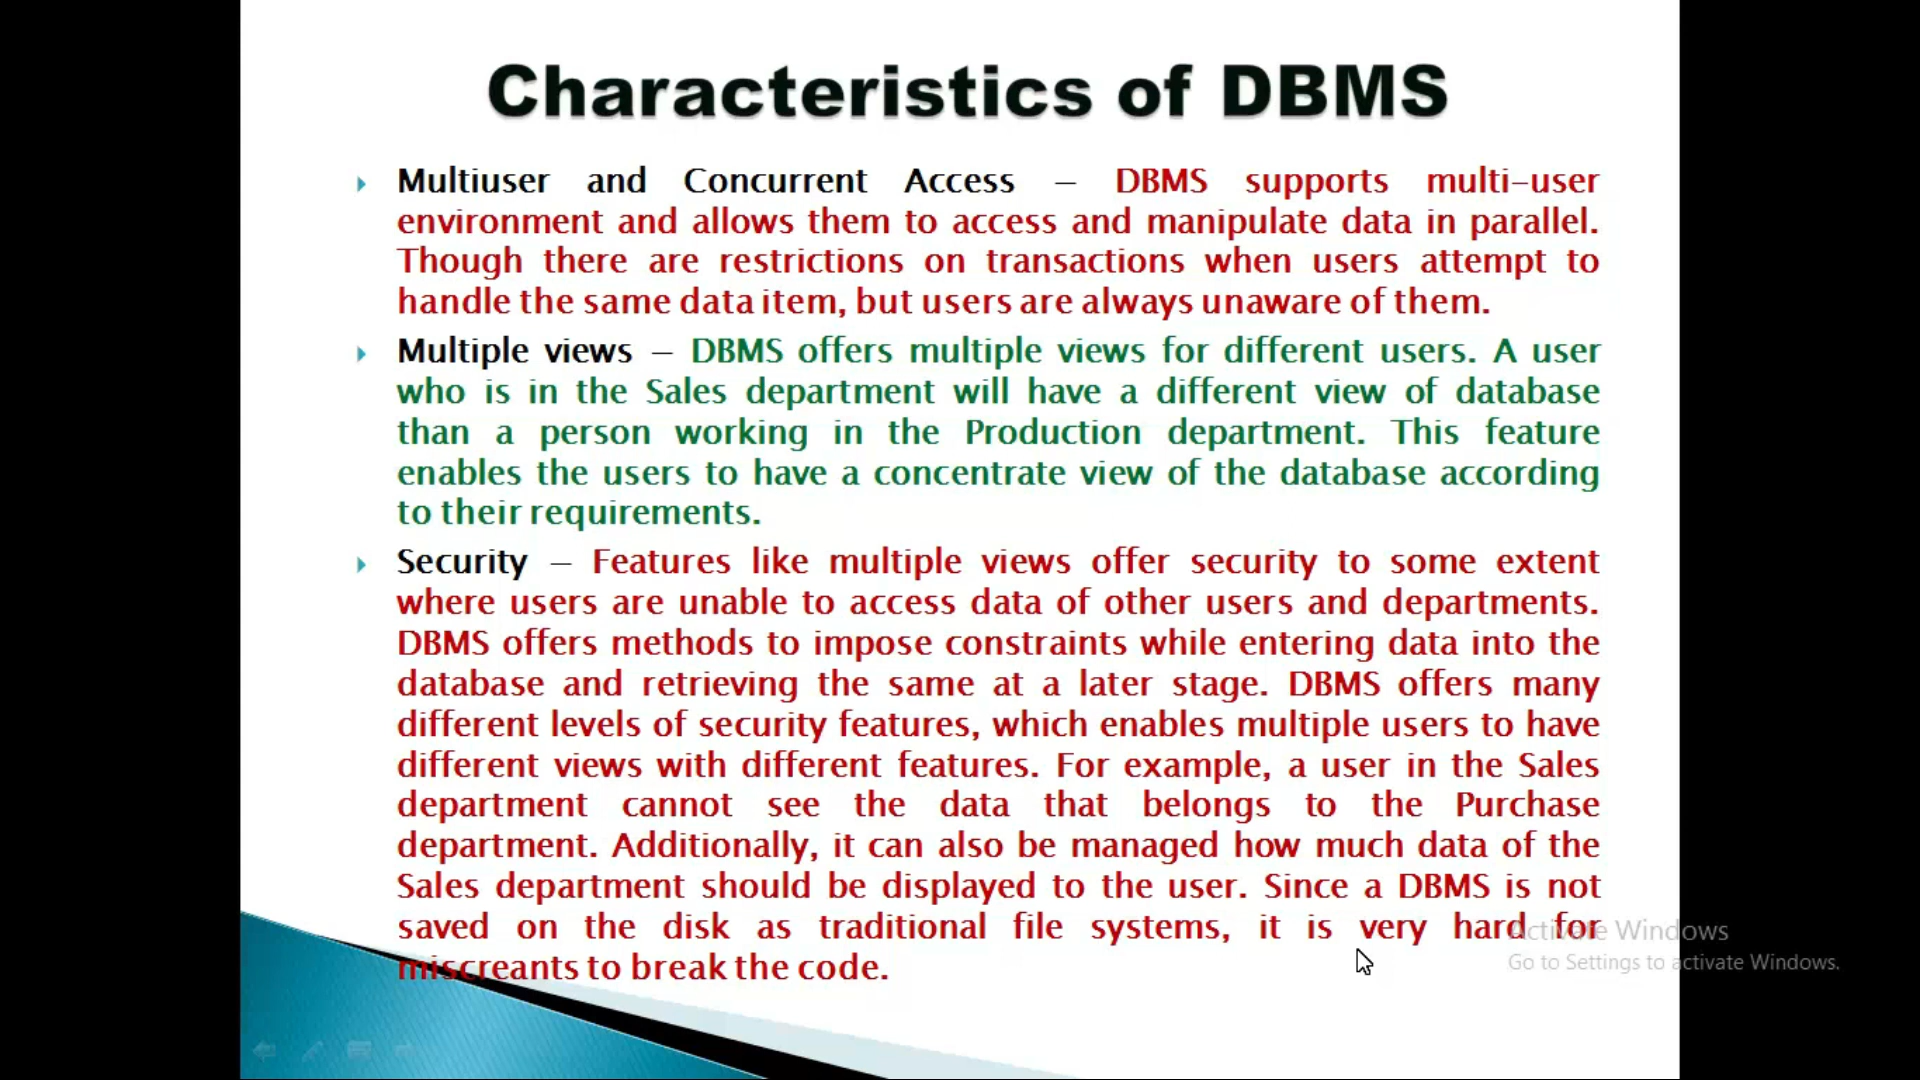 Characteristics of DBMS
Multiuser and Concurrent Access – DBMS supports multi-user
environment and allows them to access and manipulate data in parallel.
Though there are restrictions on transactions when users attempt to
handle the same data item, but users are always unaware of them.
Multiple views – DBMS offers multiple views for different users. A user
who is in the Sales department will have a different view of database
than a person working in the Production department. This feature
enables the users to have a concentrate view of the database according
to their requirements.
Security – Features like multiple views offer security to some extent
where users are unable to access data of other users and departments.
DBMS offers methods to impose constraints while entering data into the
database and retrieving the same at a later stage. DBMS offers many
different levels of security features, which enables multiple users to have
different views with different features. For example, a user in the Sales
department cannot see the data that belongs to the Purchase
department. Additionally, it can also be managed how much data of the
Sales department should be displayed to the user. Since a DBMS is not
saved on the disk as traditional file systems, it is very hard for
miscreants to break the code.
Activate Windows
Go to Settings to activate Windows.